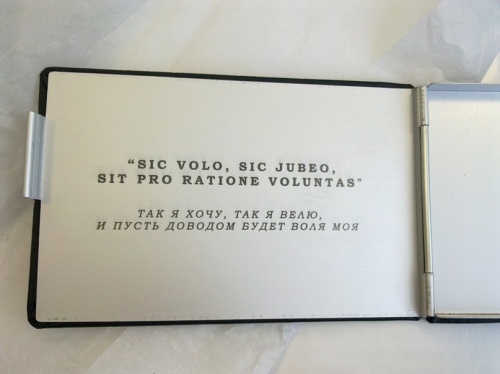 “SIC VOLO, SIC JUBEO,
SIT PRO RATIONE VOLUNTAS”
ТАК Я ХОЧУ, ТАК Я ВЕЛЮ,
И ПУСТЬ ДОВОДОМ БУДЕТ ВОЛЯ МОЯ